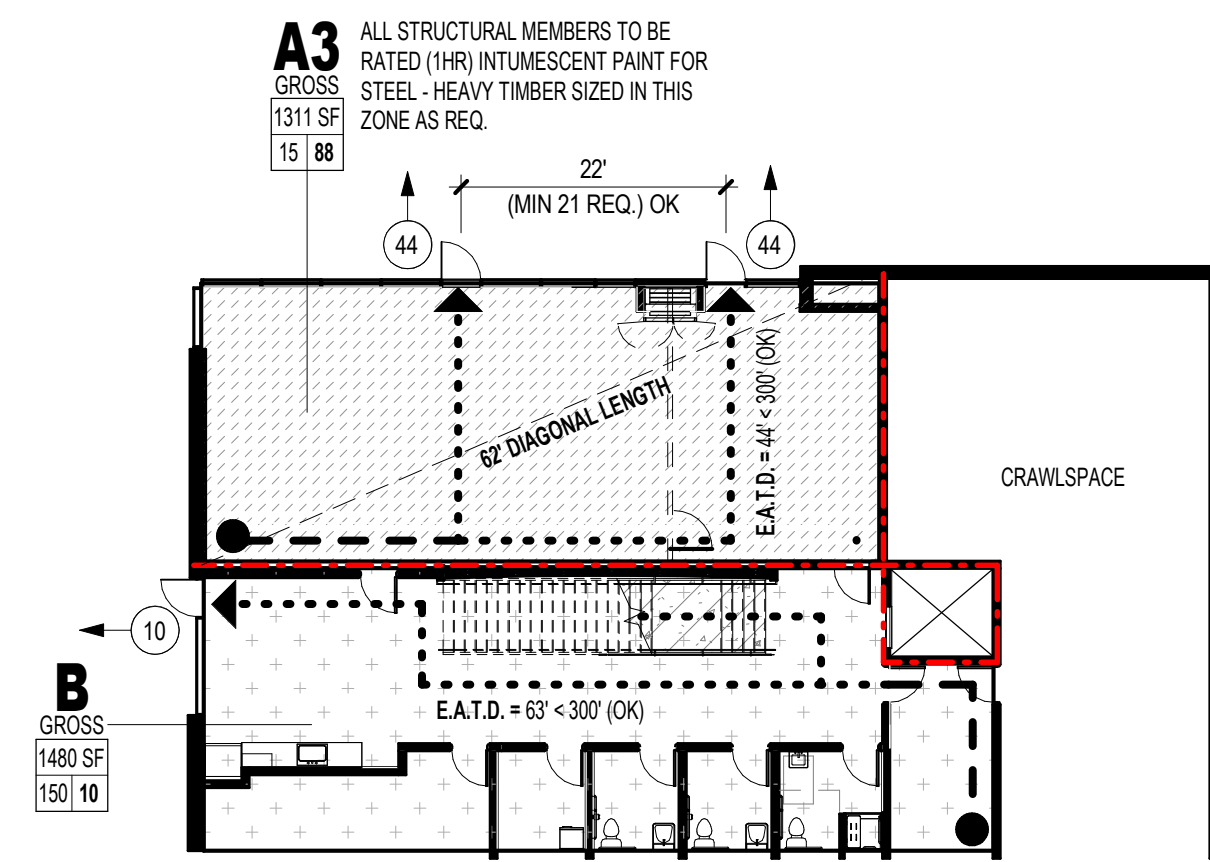 A3
GROSS
1311 SF
15 88
ALL STRUCTURAL MEMBERS TO BE
RATED (1HR) INTUMESCENT PAINT FOR
STEEL - HEAVY TIMBER SIZED IN THIS
ZONE AS REQ.
22'
(MIN 21 REQ.) OK
44
44
62' DIAGONAL LENGTH
E.A.T.D. = 44' < 300' (OK)
CRAWLSPACE
10
B
GROSS
1480 SF
150 10
E.A.T.D. = 63' < 300' (OK)